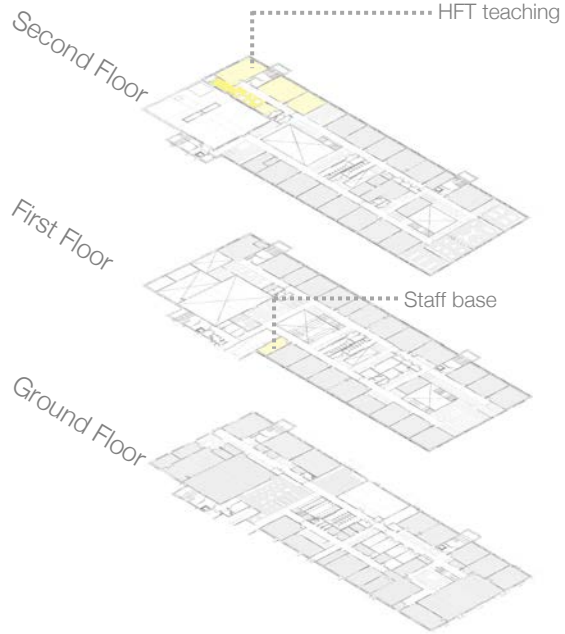 HFT teaching
Second Floor
First Floor
Staff base
Ground Floor